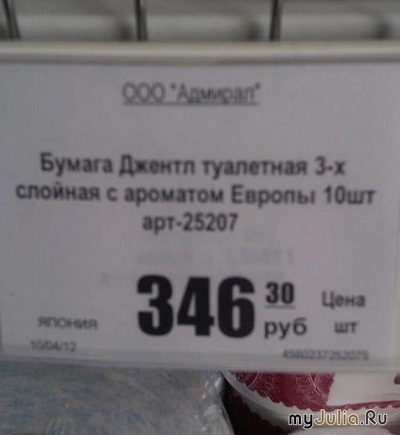 ООО "Адмирал"
Бумага Джентл туалетная 3-х
слойная с ароматом Европы 10шт
арт-25207
346 30 руб Цена шт
ЯПОНИЯ
10/04/12 4560237252079
myJulia.Ru